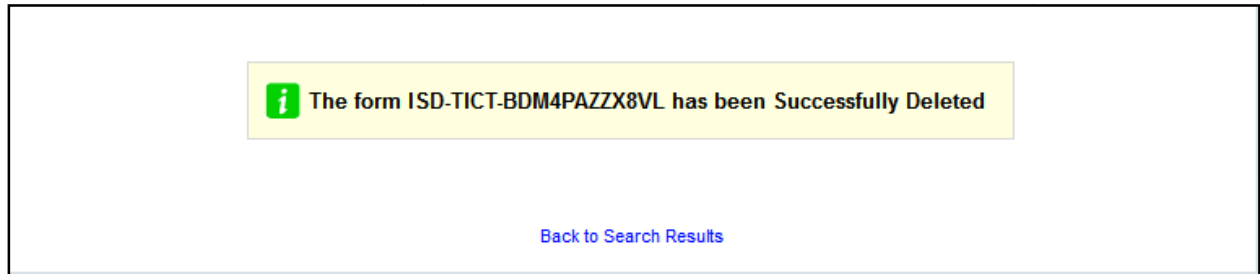 The form ISD-TICT-BDM4PAZZX8VL has been Successfully Deleted
Back to Search Results